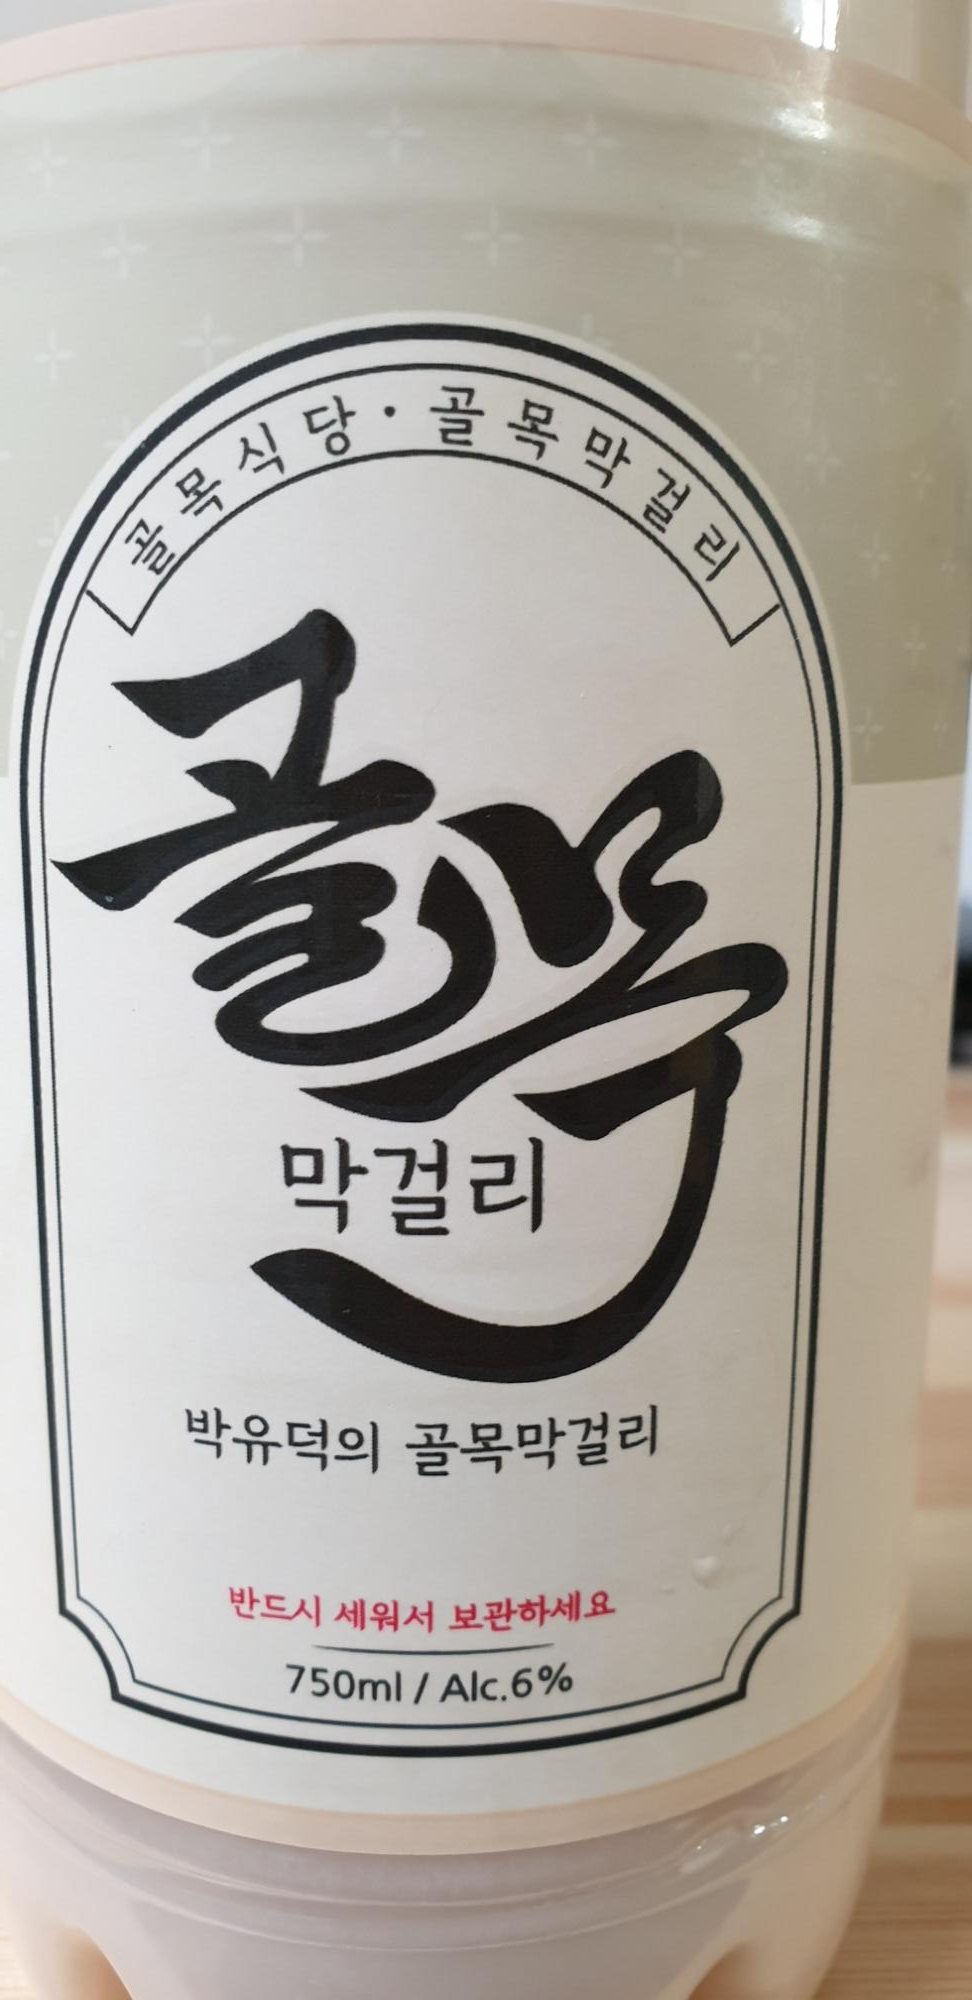 골목식당·골목막걸리
골목
막걸리
박유덕의 골목막걸리
반드시 세워서 보관하세요
750ml / Alc.6%